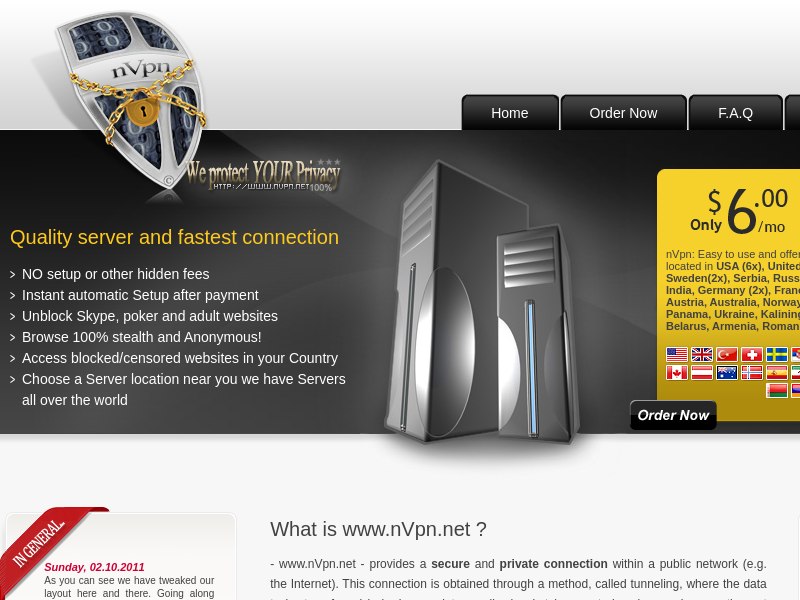 nVpn
Home
Order Now
F.A.Q
We protect YOUR Privacy
HTTP://WWW.NVPN.NET 100%
Quality server and fastest connection
NO setup or other hidden fees
Instant automatic Setup after payment
Unblock Skype, poker and adult websites
Browse 100% stealth and Anonymous!
Access blocked/censored websites in your Country
Choose a Server location near you we have Servers
all over the world
Only $6.00/mo
nVpn: Easy to use and offer
located in USA (6x), United
Sweden(2x), Serbia, Russ
India, Germany (2x), Franc
Austria, Australia, Norway
Panama, Ukraine, Kalining
Belarus, Armenia, Roman
Order Now
IN GENERAL
Sunday, 02.10.2011
As you can see we have tweaked our
layout here and there. Going along
What is www.nVpn.net ?
- www.nVpn.net - provides a secure and private connection within a public network (e.g.
the Internet). This connection is obtained through a method, called tunneling, where the data